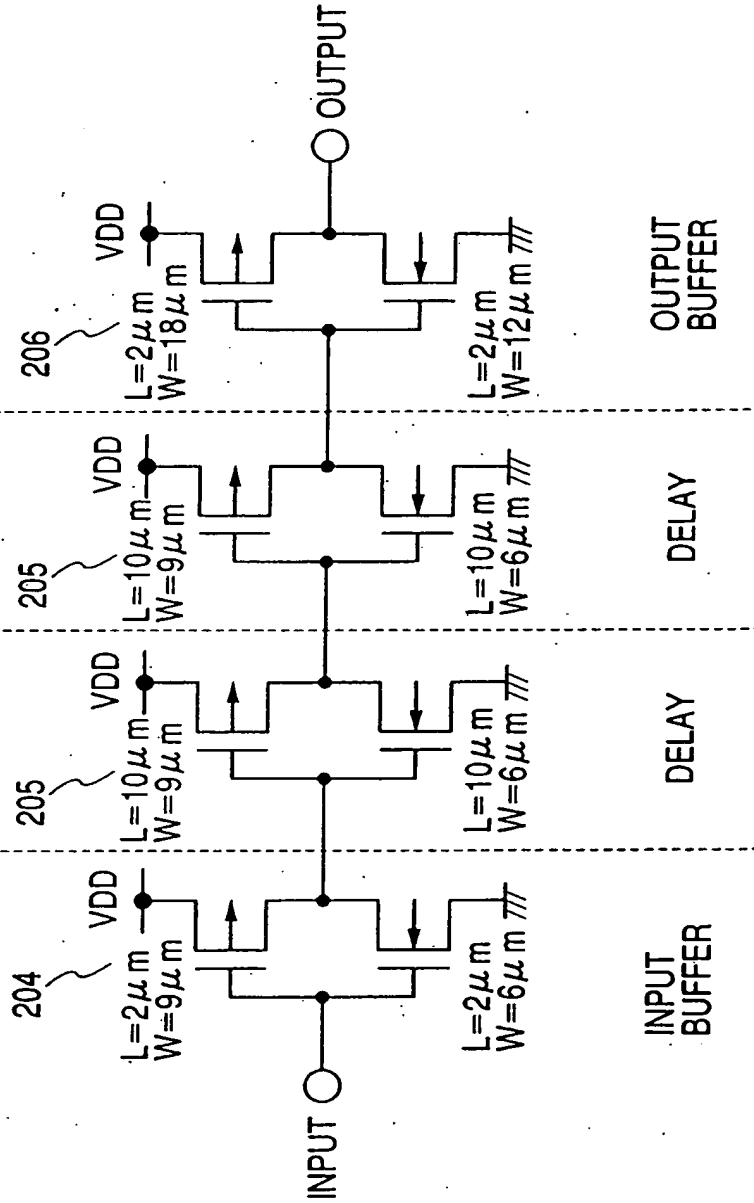 204
205
205
206
VDD
VDD
VDD
VDD
L=2μm
W=9μm
L=10μm
W=9μm
L=10μm
W=9μm
L=2μm
W=18μm
INPUT
OUTPUT
L=2μm
W=6μm
L=10μm
W=6μm
L=10μm
W=6μm
L=2μm
W=12μm
INPUT
BUFFER
DELAY
DELAY
OUTPUT
BUFFER